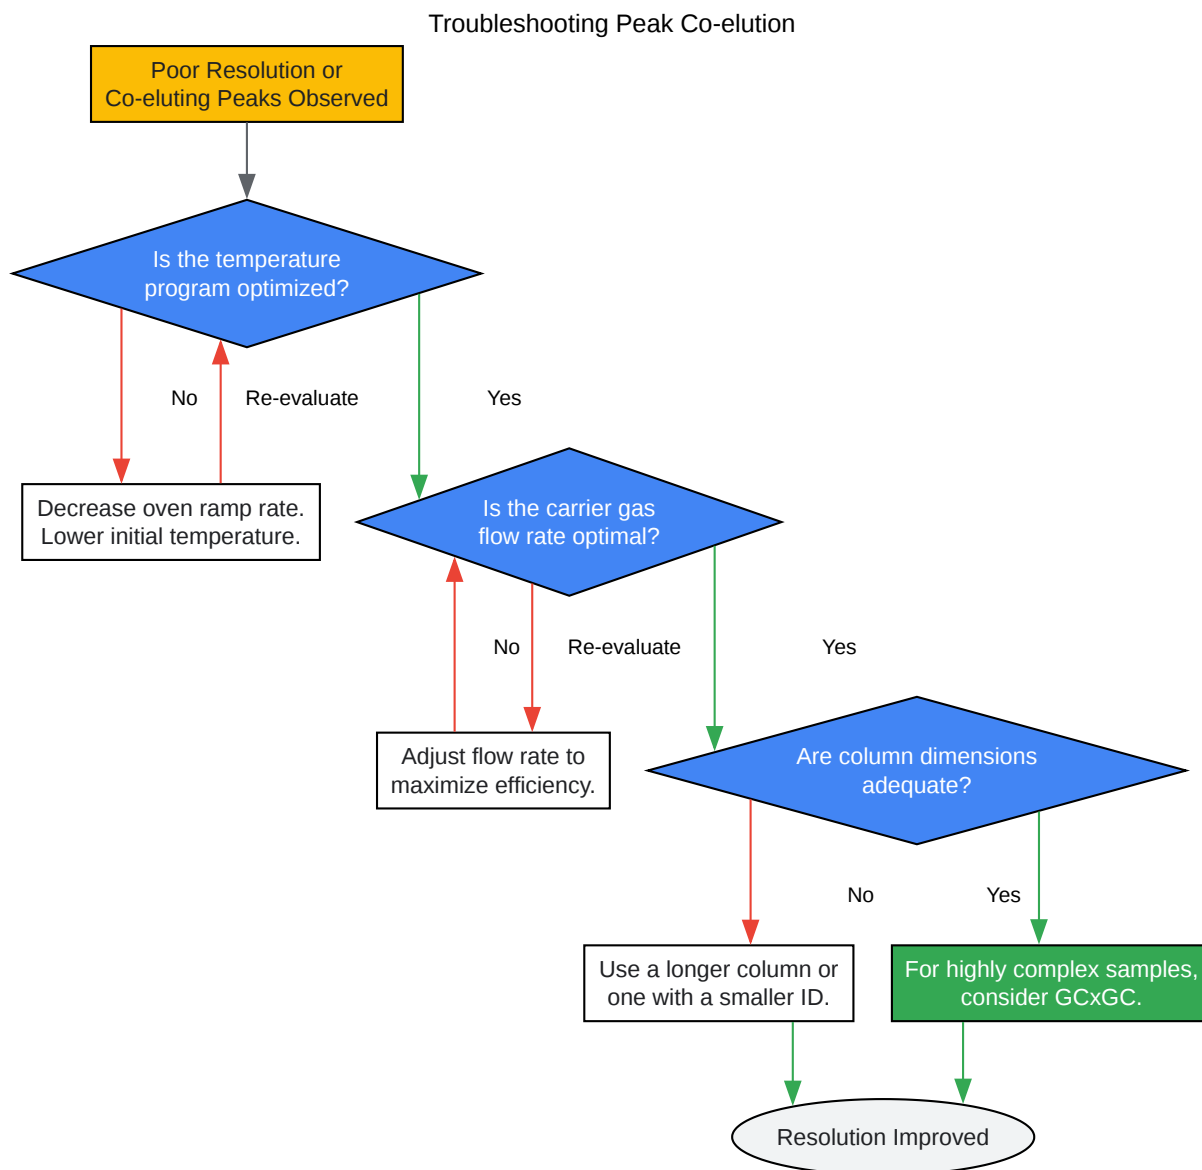 Troubleshooting Peak Co-elution
Poor Resolution or
Co-eluting Peaks Observed
Is the temperature
program optimized?
No
Re-evaluate
Yes
Decrease oven ramp rate.
Lower initial temperature.
Is the carrier gas
flow rate optimal?
No
Re-evaluate
Yes
Adjust flow rate to
maximize efficiency.
Are column dimensions
adequate?
No
Yes
Use a longer column or
one with a smaller ID.
For highly complex samples,
consider GCxGC.
Resolution Improved